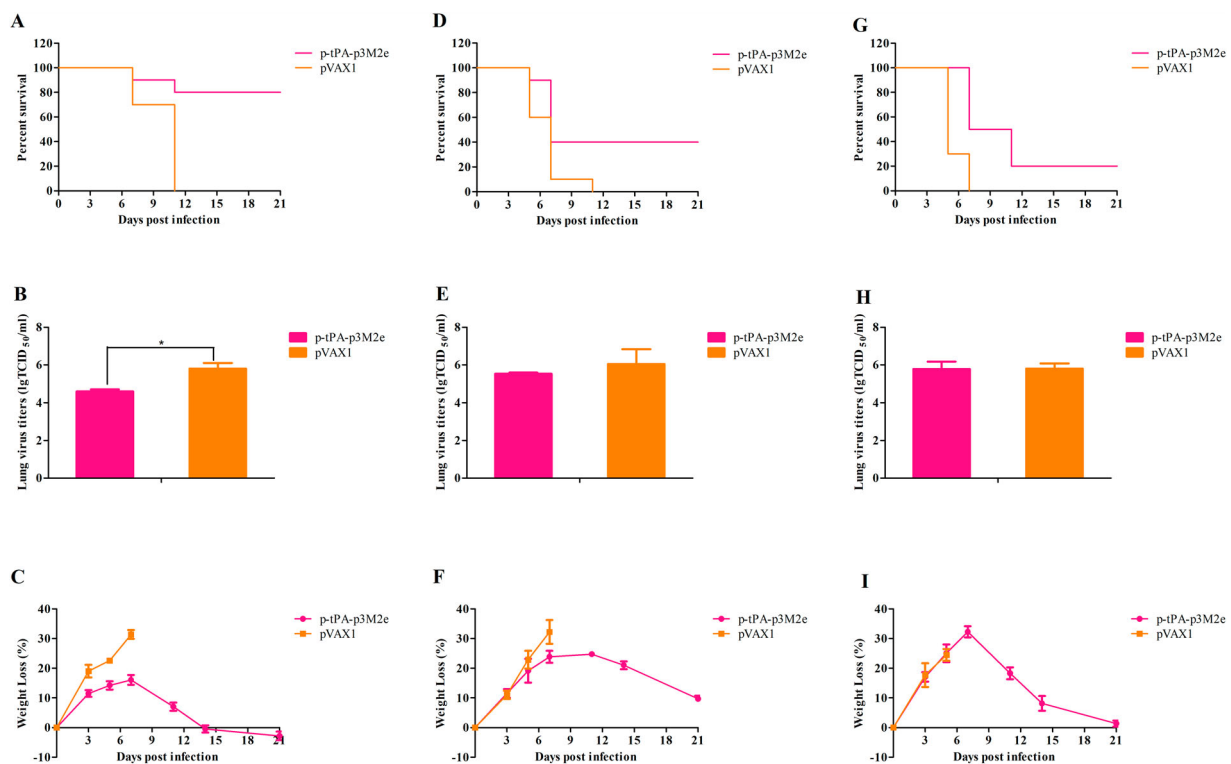 A
120
100
80
60
40
20
0
Percent survival
0 3 6 9 12 15 18 21
Days post infection
p-tPA-p3M2e
pVAX1
D
120
100
80
60
40
20
0
Percent survival
0 3 6 9 12 15 18 21
Days post infection
p-tPA-p3M2e
pVAX1
G
120
100
80
60
40
20
0
Percent survival
0 3 6 9 12 15 18 21
Days post infection
p-tPA-p3M2e
pVAX1
B
8
6
4
2
0
Lung virus titers (lgTCID50/ml)
*
p-tPA-p3M2e
pVAX1
E
8
6
4
2
0
Lung virus titers (lgTCID50/ml)
p-tPA-p3M2e
pVAX1
H
8
6
4
2
0
Lung virus titers (lgTCID50/ml)
p-tPA-p3M2e
pVAX1
C
40
30
20
10
0
-10
Weight Loss (%)
3 6 9 12 15 18 21
Days post infection
p-tPA-p3M2e
pVAX1
F
40
30
20
10
0
-10
Weight Loss (%)
3 6 9 12 15 18 21
Days post infection
p-tPA-p3M2e
pVAX1
I
40
30
20
10
0
-10
Weight Loss (%)
3 6 9 12 15 18 21
Days post infection
p-tPA-p3M2e
pVAX1